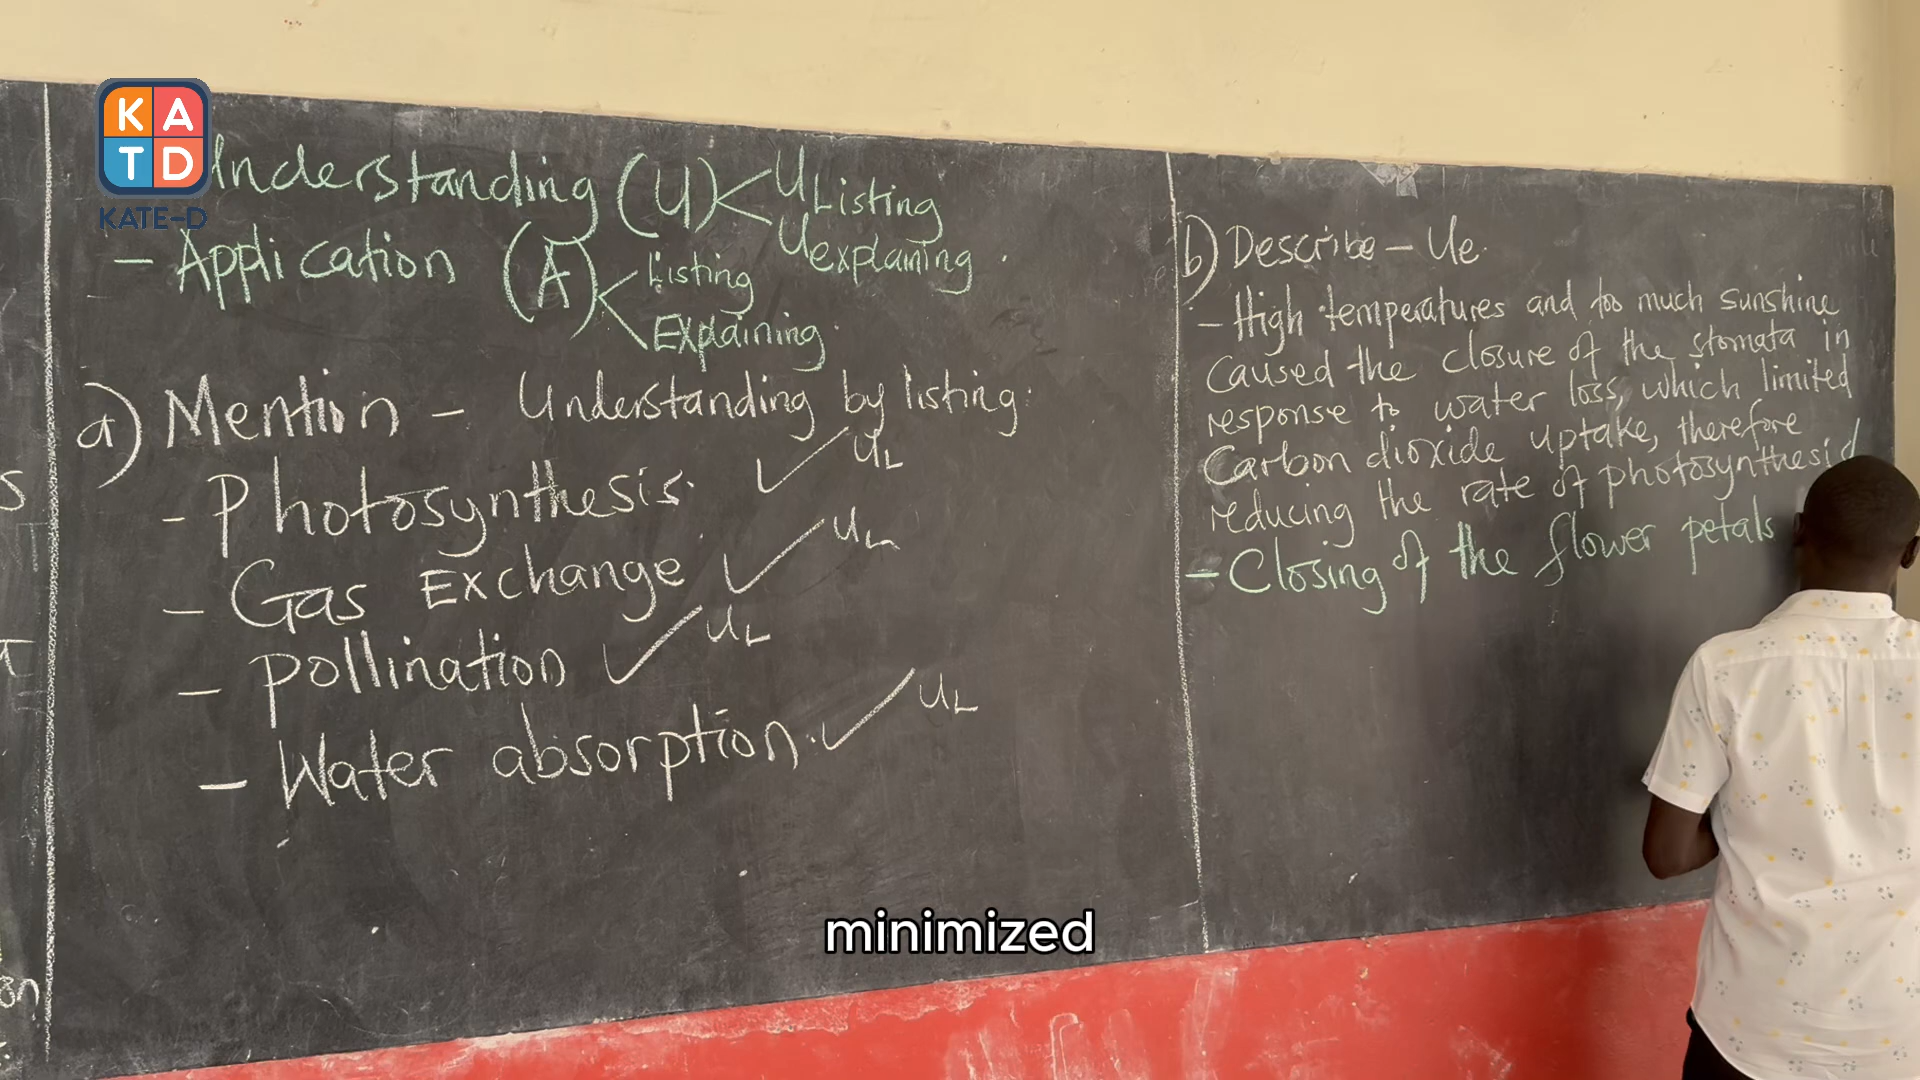 KATD
KATE-D
Understanding (U) < U Listing
U explaining.
- Application (A) < Listing
Explaining.
a) Mention - Understanding by listing.
- Photosynthesis. ✓ UL
- Gas Exchange ✓ UL
- Pollination ✓ UL
- Water absorption. ✓ UL
b) Describe - Ue.
- High temperatures and too much sunshine
Caused the closure of the stomata in
response to water loss, which limited
Carbon dioxide uptake, therefore
reducing the rate of photosynthesis
- Closing of the flower petals
minimized